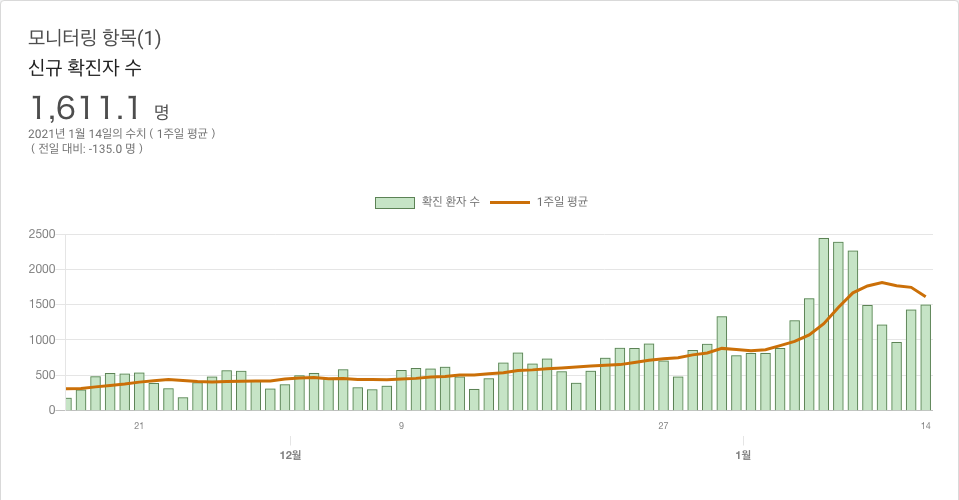 모니터링 항목(1)
신규 확진자 수
1,611.1 명
2021년 1월 14일의 수치 ( 1주일 평균 )
( 전일 대비: -135.0 명 )
확진 환자 수 1주일 평균
2500
2000
1500
1000
500
0
21 9 27 14
12월 1월